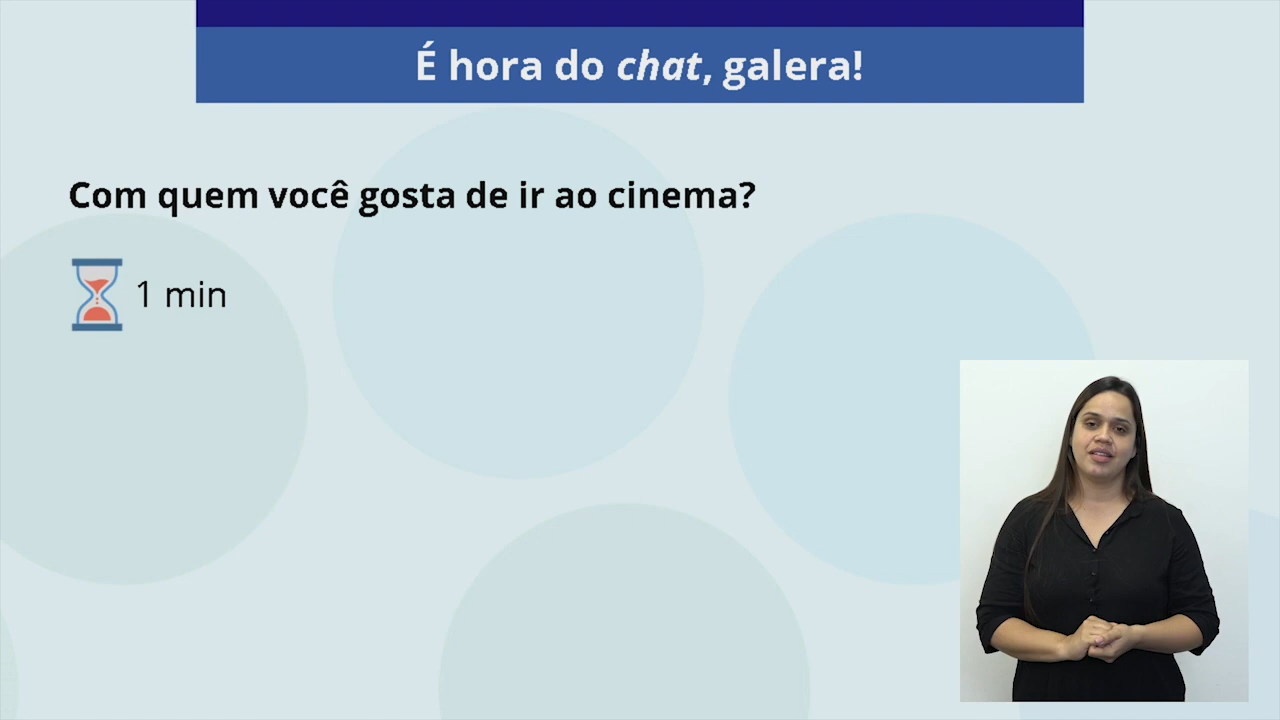 É hora do chat, galera!
Com quem você gosta de ir ao cinema?
1 min